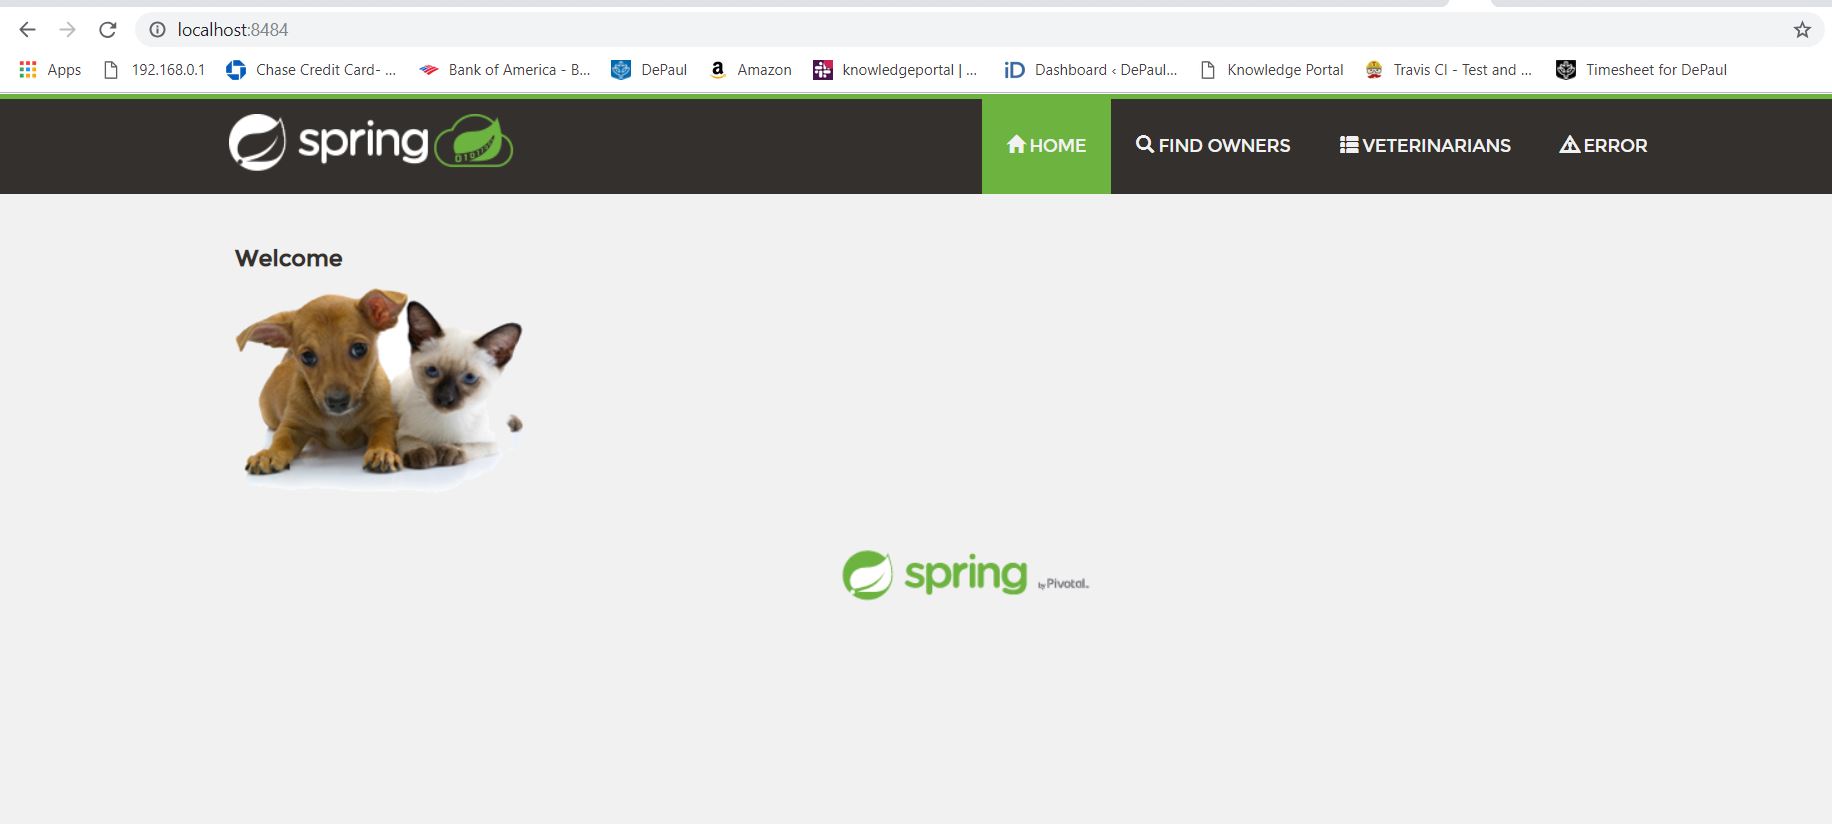 localhost:8484
Apps 192.168.0.1 Chase Credit Card- ... Bank of America - B... DePaul Amazon knowledgeportal | ... iD Dashboard ‹ DePaul... Knowledge Portal Travis CI - Test and ... Timesheet for DePaul
spring HOME FIND OWNERS VETERINARIANS ERROR
Welcome
spring by Pivotal